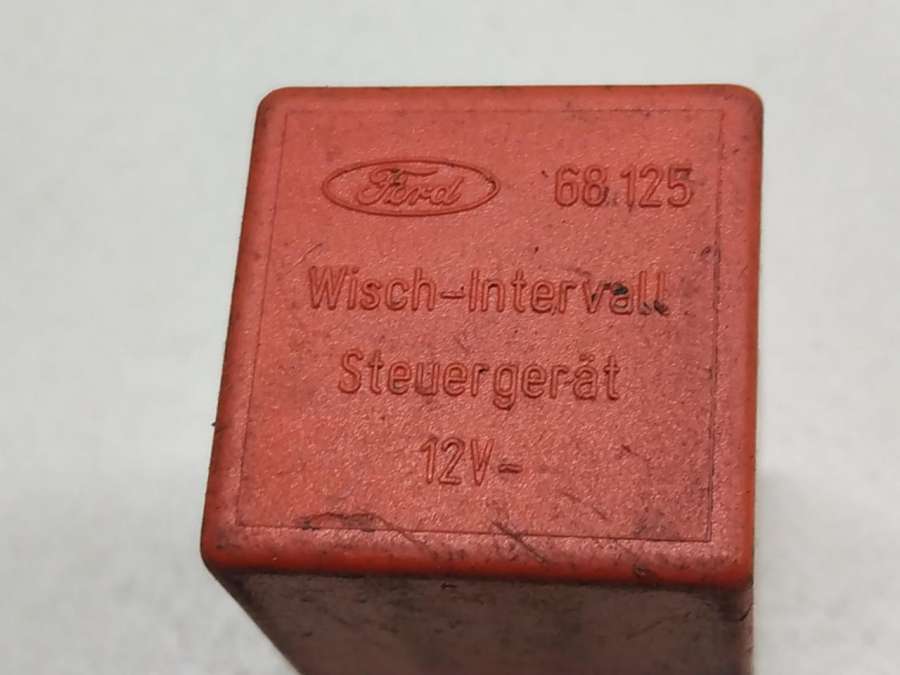 Ford 68.125
Wisch-Intervall
Steuergerät
12V-